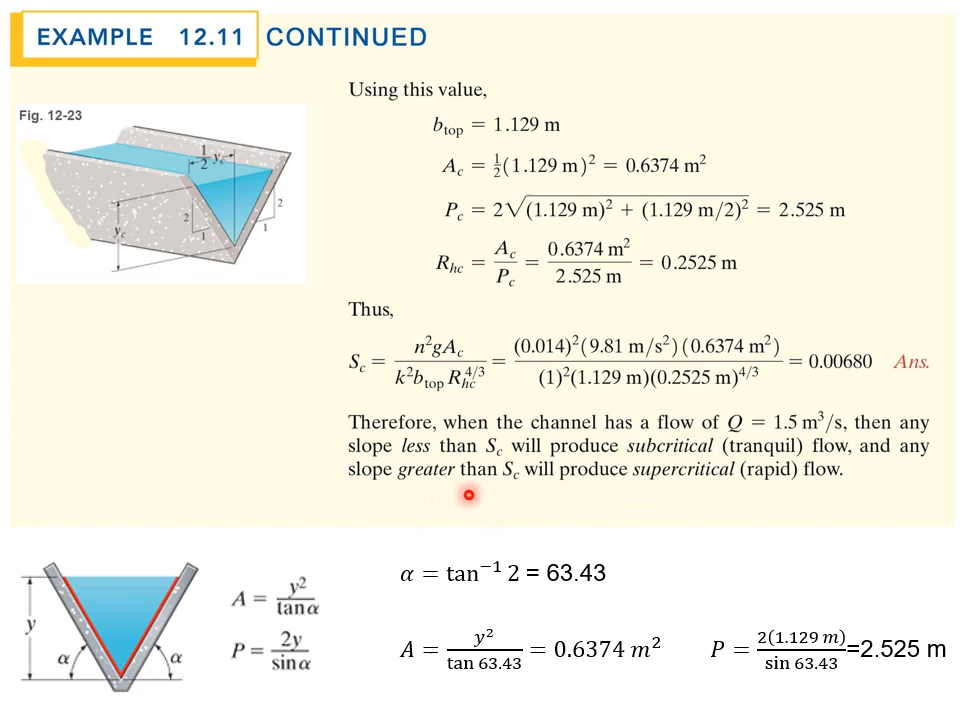 EXAMPLE 12.11 CONTINUED
Using this value,
Fig. 12-23
b_top = 1.129 m
A_c = ½(1.129 m)² = 0.6374 m²
P_c = 2√((1.129 m)² + (1.129 m/2)²) = 2.525 m
R_hc = A_c/P_c = 0.6374 m²/2.525 m = 0.2525 m
½ y_c
2
1
2
1
y_c
Thus,
S_c = n²gA_c/(k²b_top R_hc^4/3) = (0.014)²(9.81 m/s²)(0.6374 m²)/((1)²(1.129 m)(0.2525 m)^4/3) = 0.00680 Ans.
Therefore, when the channel has a flow of Q = 1.5 m³/s, then any
slope less than S_c will produce subcritical (tranquil) flow, and any
slope greater than S_c will produce supercritical (rapid) flow.
y
α
α
A = y²/tan α
P = 2y/sin α
α = tan⁻¹ 2 = 63.43
A = y²/tan 63.43 = 0.6374 m²
P = 2(1.129 m)/sin 63.43 =2.525 m